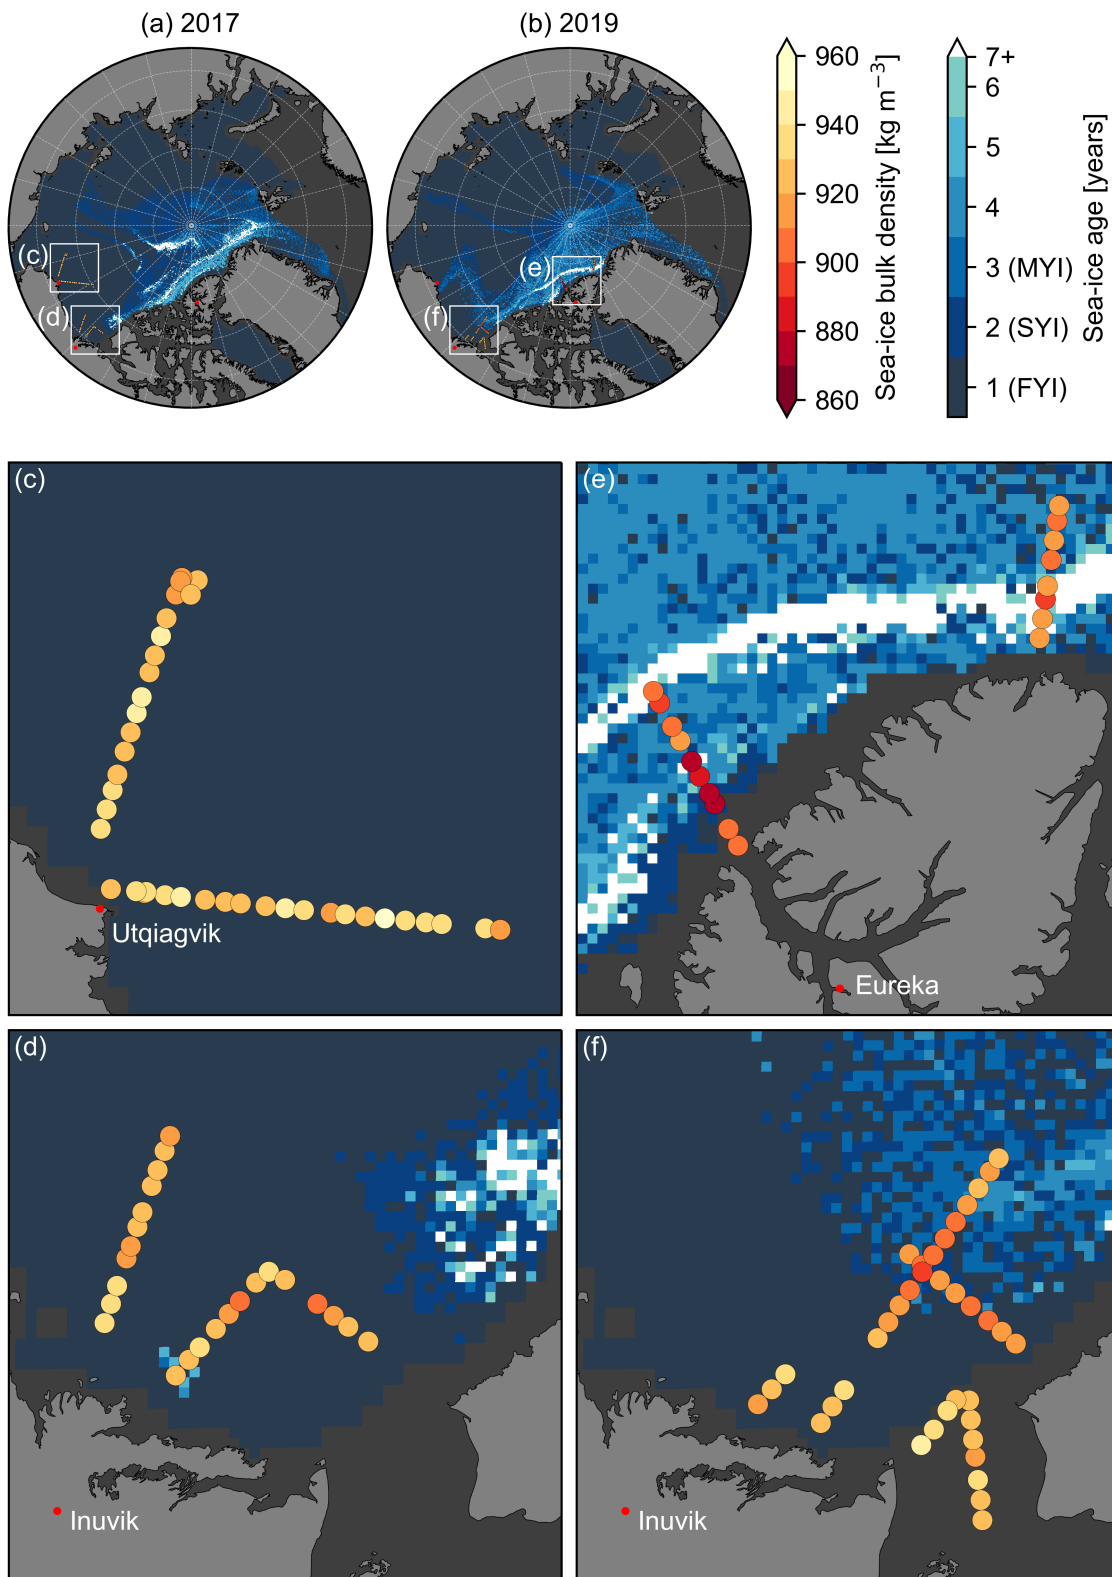 (a) 2017
(b) 2019
(c)
(d)
(e)
(f)
960
940
920
900
880
860
Sea-ice bulk density [kg m⁻³]
7+
6
5
4
3 (MYI)
2 (SYI)
1 (FYI)
Sea-ice age [years]
(c)
Utqiagvik
(e)
Eureka
(d)
Inuvik
(f)
Inuvik